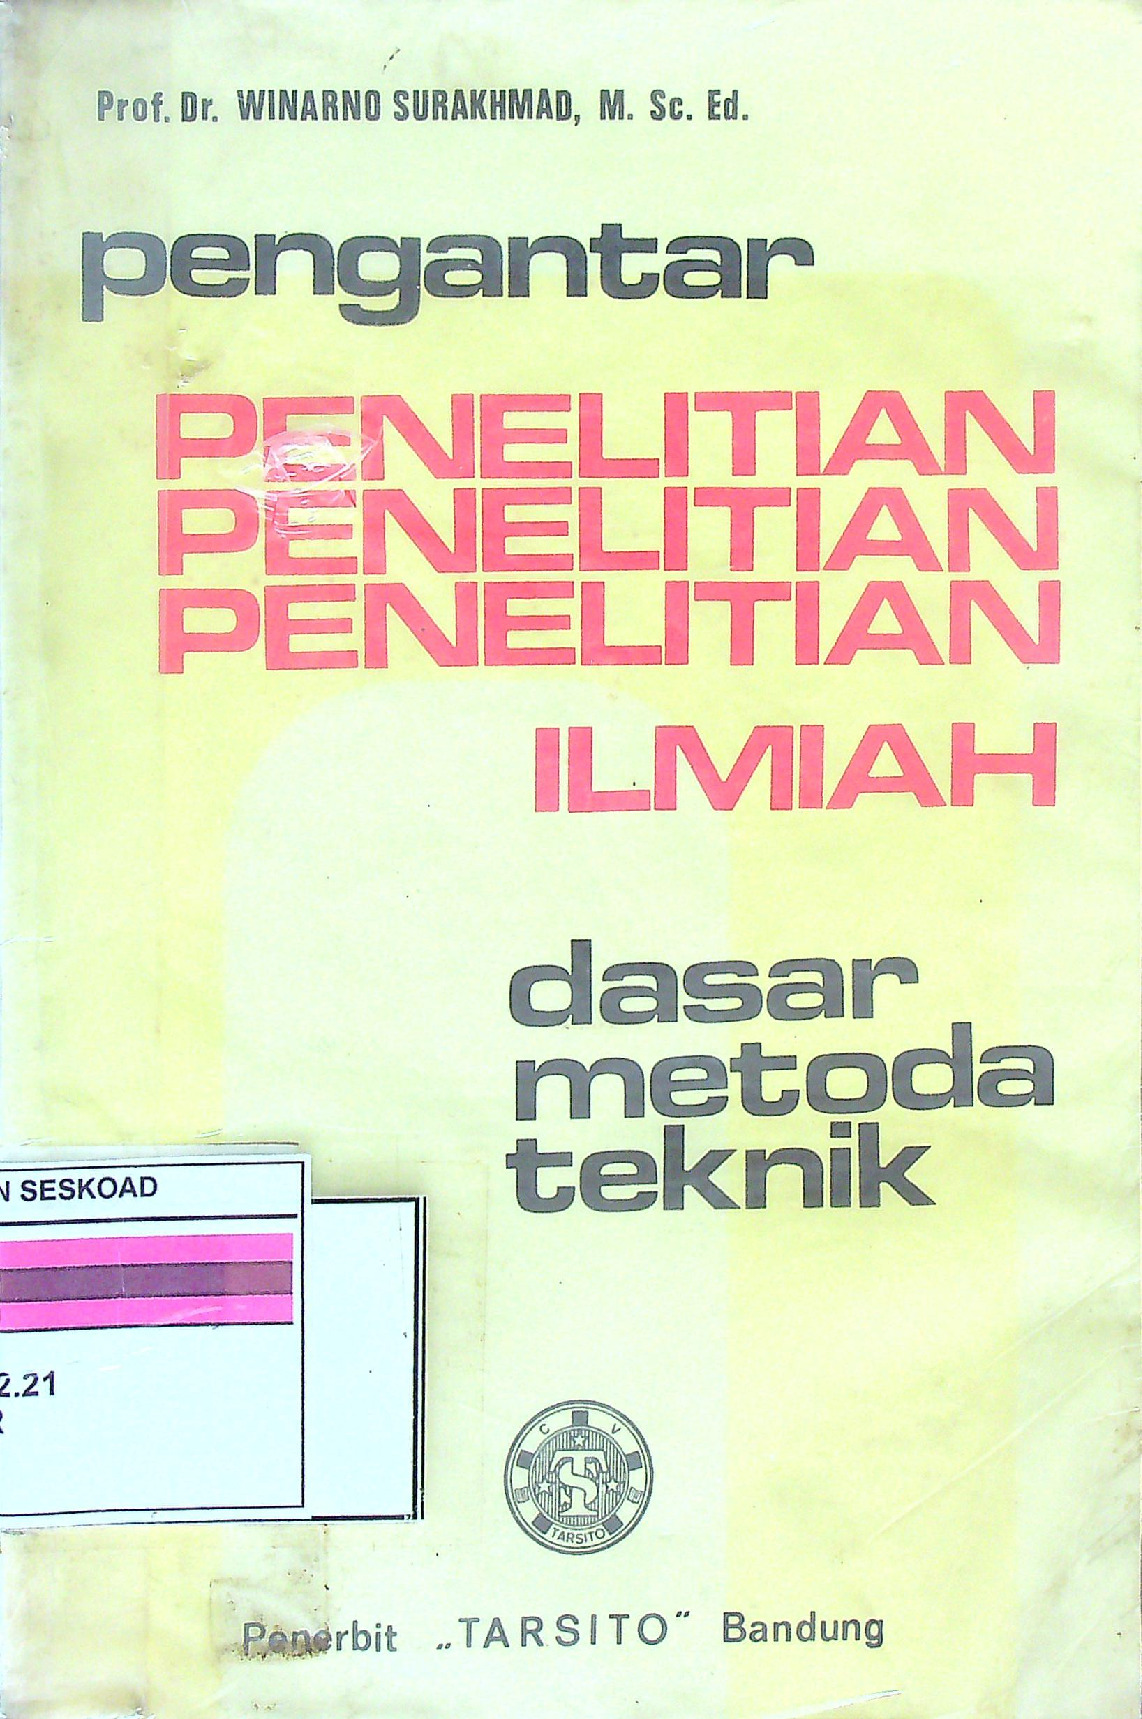 Prof. Dr. WINARNO SURAKHMAD, M. Sc. Ed.
pengantar
PENELITIAN
PENELITIAN
PENELITIAN
ILMIAH
dasar
metoda
teknik
N SESKOAD
2.21
R
C V
TS
TARSITO
Penerbit „TARSITO" Bandung